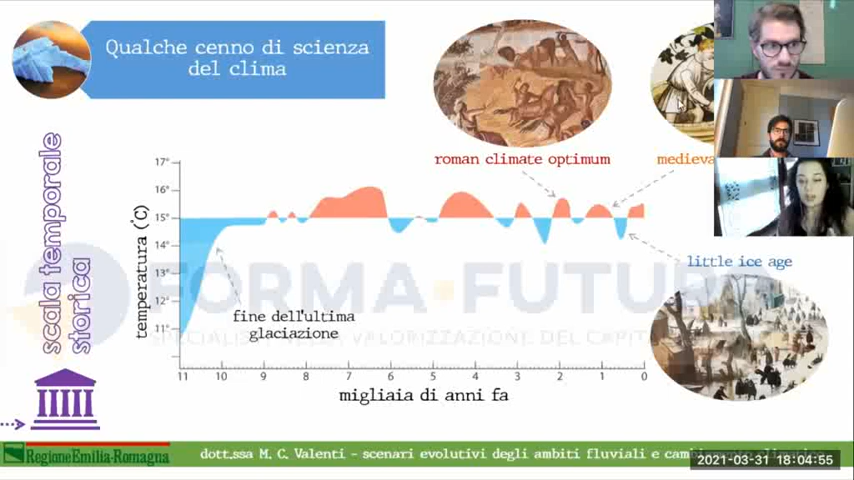 Qualche cenno di scienza
del clima
scala temporale
storica
roman climate optimum
medieva
little ice age
temperatura (°C)
17°
16°
15°
14°
12°
11°
fine dell'ultima
glaciazione
11 10 9 8 7 6 5 4 3 2 1 0
migliaia di anni fa
FORMA FUTUR
VALORIZZAZIONE DEL
RegioneEmilia-Romagna
dott.ssa M. C. Valenti - scenari evolutivi degli ambiti fluviali e
2021-03-31 18:04:55